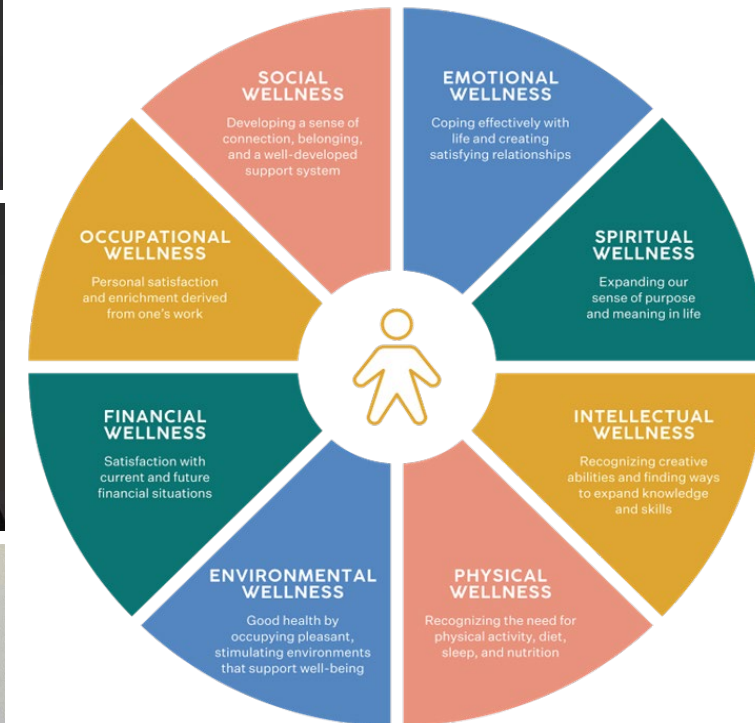 SOCIAL
WELLNESS
Developing a sense of
connection, belonging,
and a well-developed
support system
EMOTIONAL
WELLNESS
Coping effectively with
life and creating
satisfying relationships
SPIRITUAL
WELLNESS
Expanding our
sense of purpose
and meaning in life
INTELLECTUAL
WELLNESS
Recognizing creative
abilities and finding ways
to expand knowledge
and skills
PHYSICAL
WELLNESS
Recognizing the need for
physical activity, diet,
sleep, and nutrition
ENVIRONMENTAL
WELLNESS
Good health by
occupying pleasant,
stimulating environments
that support well-being
FINANCIAL
WELLNESS
Satisfaction with
current and future
financial situations
OCCUPATIONAL
WELLNESS
Personal satisfaction
and enrichment derived
from one's work